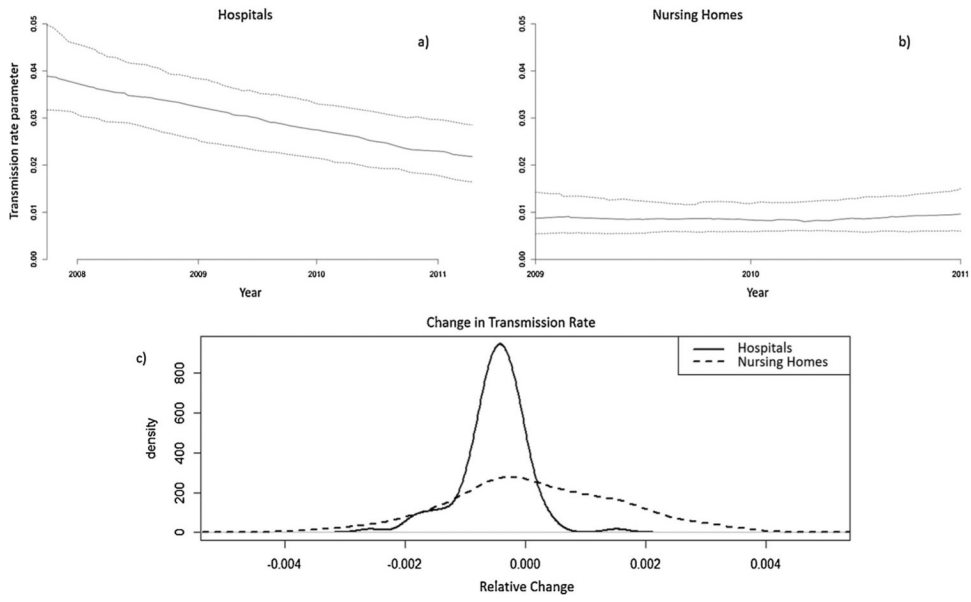 Hospitals
a)
Transmission rate parameter
0.05
0.04
0.03
0.02
0.01
0.00
2008
2009
2010
2011
Year
Nursing Homes
b)
0.05
0.04
0.03
0.02
0.01
0.00
2009
2010
2011
Year
Change in Transmission Rate
c)
Hospitals
Nursing Homes
density
800
600
400
200
0
-0.004
-0.002
0.000
0.002
0.004
Relative Change